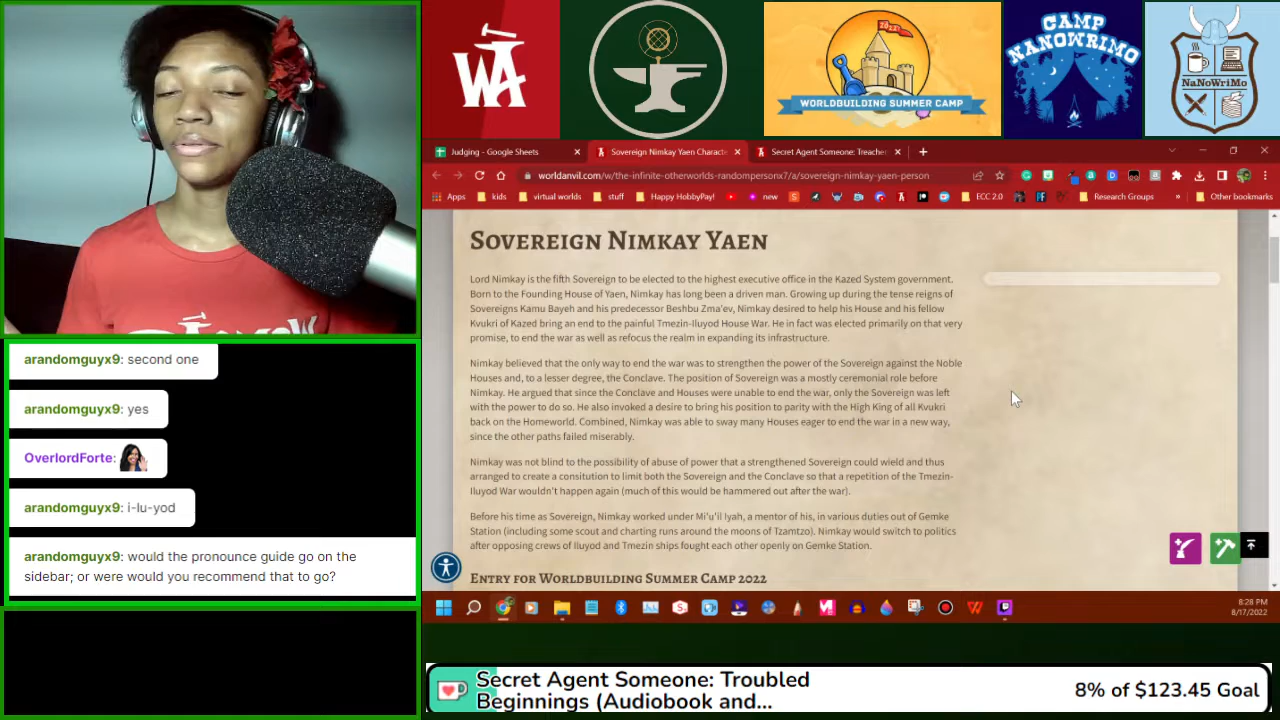 WA
2022
WORLDBUILDING SUMMER CAMP
CAMP
NANOWRIMO
NaNoWriMo
Judging - Google Sheets
Sovereign Nimkay Yaen Characte
Secret Agent Someone: Treache
worldanvil.com/w/the-infinite-otherworlds-randompersonx7/a/sovereign-nimkay-yaen-person
Apps
kids
virtual worlds
stuff
Happy HobbyPay!
new
ECC 2.0
Research Groups
»
Other bookmarks
SOVEREIGN NIMKAY YAEN
Lord Nimkay is the fifth Sovereign to be elected to the highest executive office in the Kazed System government.
Born to the Founding House of Yaen, Nimkay has long been a driven man. Growing up during the tense reigns of
Sovereigns Kamu Bayeh and his predecessor Beshbu Zma'ev, Nimkay desired to help his House and his fellow
Kvukri of Kazed bring an end to the painful Tmezin-Iluyod House War. He in fact was elected primarily on that very
promise, to end the war as well as refocus the realm in expanding its infrastructure.
Nimkay believed that the only way to end the war was to strengthen the power of the Sovereign against the Noble
Houses and, to a lesser degree, the Conclave. The position of Sovereign was a mostly ceremonial role before
Nimkay. He argued that since the Conclave and Houses were unable to end the war, only the Sovereign was left
with the power to do so. He also invoked a desire to bring his position to parity with the High King of all Kvukri
back on the Homeworld. Combined, Nimkay was able to sway many Houses eager to end the war in a new way,
since the other paths failed miserably.
Nimkay was not blind to the possibility of abuse of power that a strengthened Sovereign could wield and thus
arranged to create a consitution to limit both the Sovereign and the Conclave so that a repetition of the Tmezin-
Iluyod War wouldn't happen again (much of this would be hammered out after the war).
Before his time as Sovereign, Nimkay worked under Mi'u'il Iyah, a mentor of his, in various duties out of Gemke
Station (including some scout and charting runs around the moons of Tzamtzo). Nimkay would switch to politics
after opposing crews of Iluyod and Tmezin ships fought each other openly on Gemke Station.
ENTRY FOR WORLDBUILDING SUMMER CAMP 2022
8:28 PM
8/17/2022
arandomguyx9: second one
arandomguyx9: yes
OverlordForte:
arandomguyx9: i-lu-yod
arandomguyx9: would the pronounce guide go on the
sidebar; or were would you recommend that to go?
Secret Agent Someone: Troubled
Beginnings (Audiobook and...
8% of $123.45 Goal